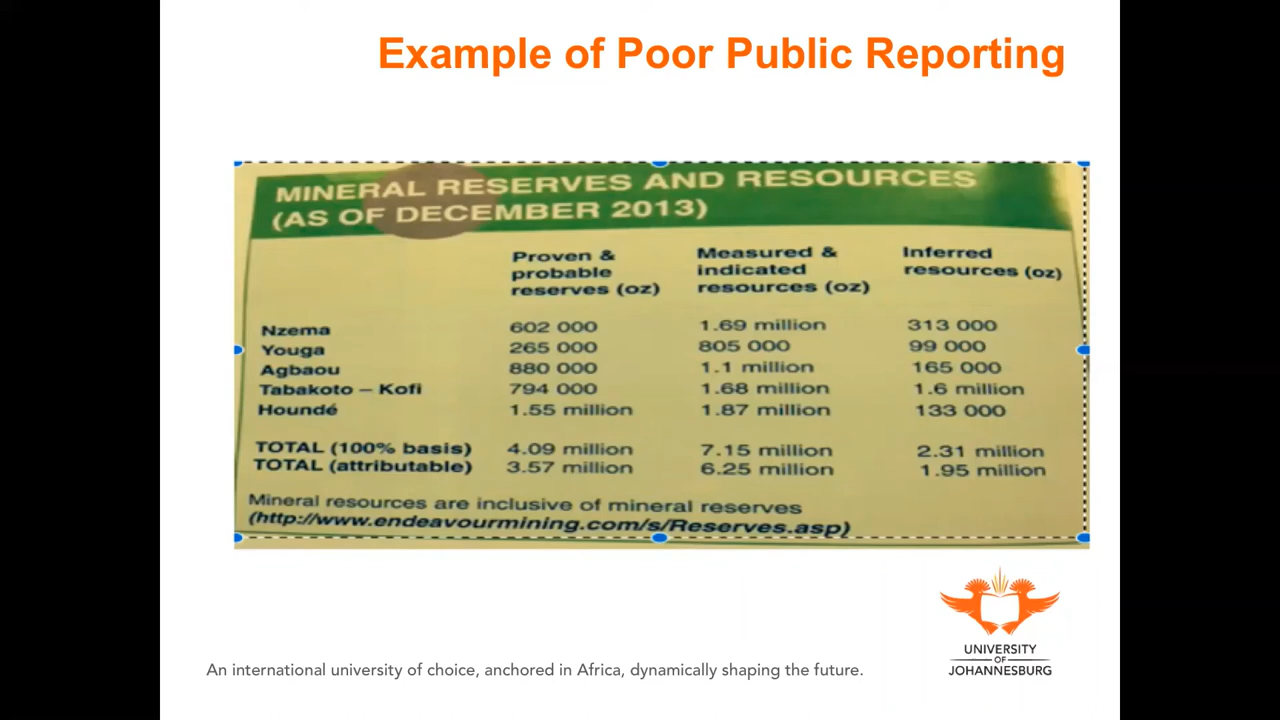 Example of Poor Public Reporting
MINERAL RESERVES AND RESOURCES
(AS OF DECEMBER 2013)
Proven & probable reserves (oz) Measured & indicated resources (oz) Inferred resources (oz)
Nzema 602 000 1.69 million 313 000
Youga 265 000 805 000 99 000
Agbaou 880 000 1.1 million 165 000
Tabakoto – Kofi 794 000 1.68 million 1.6 million
Houndé 1.55 million 1.87 million 133 000
TOTAL (100% basis) 4.09 million 7.15 million 2.31 million
TOTAL (attributable) 3.57 million 6.25 million 1.95 million
Mineral resources are inclusive of mineral reserves
(http://www.endeavourmining.com/s/Reserves.asp)
An international university of choice, anchored in Africa, dynamically shaping the future.
UNIVERSITY
OF
JOHANNESBURG